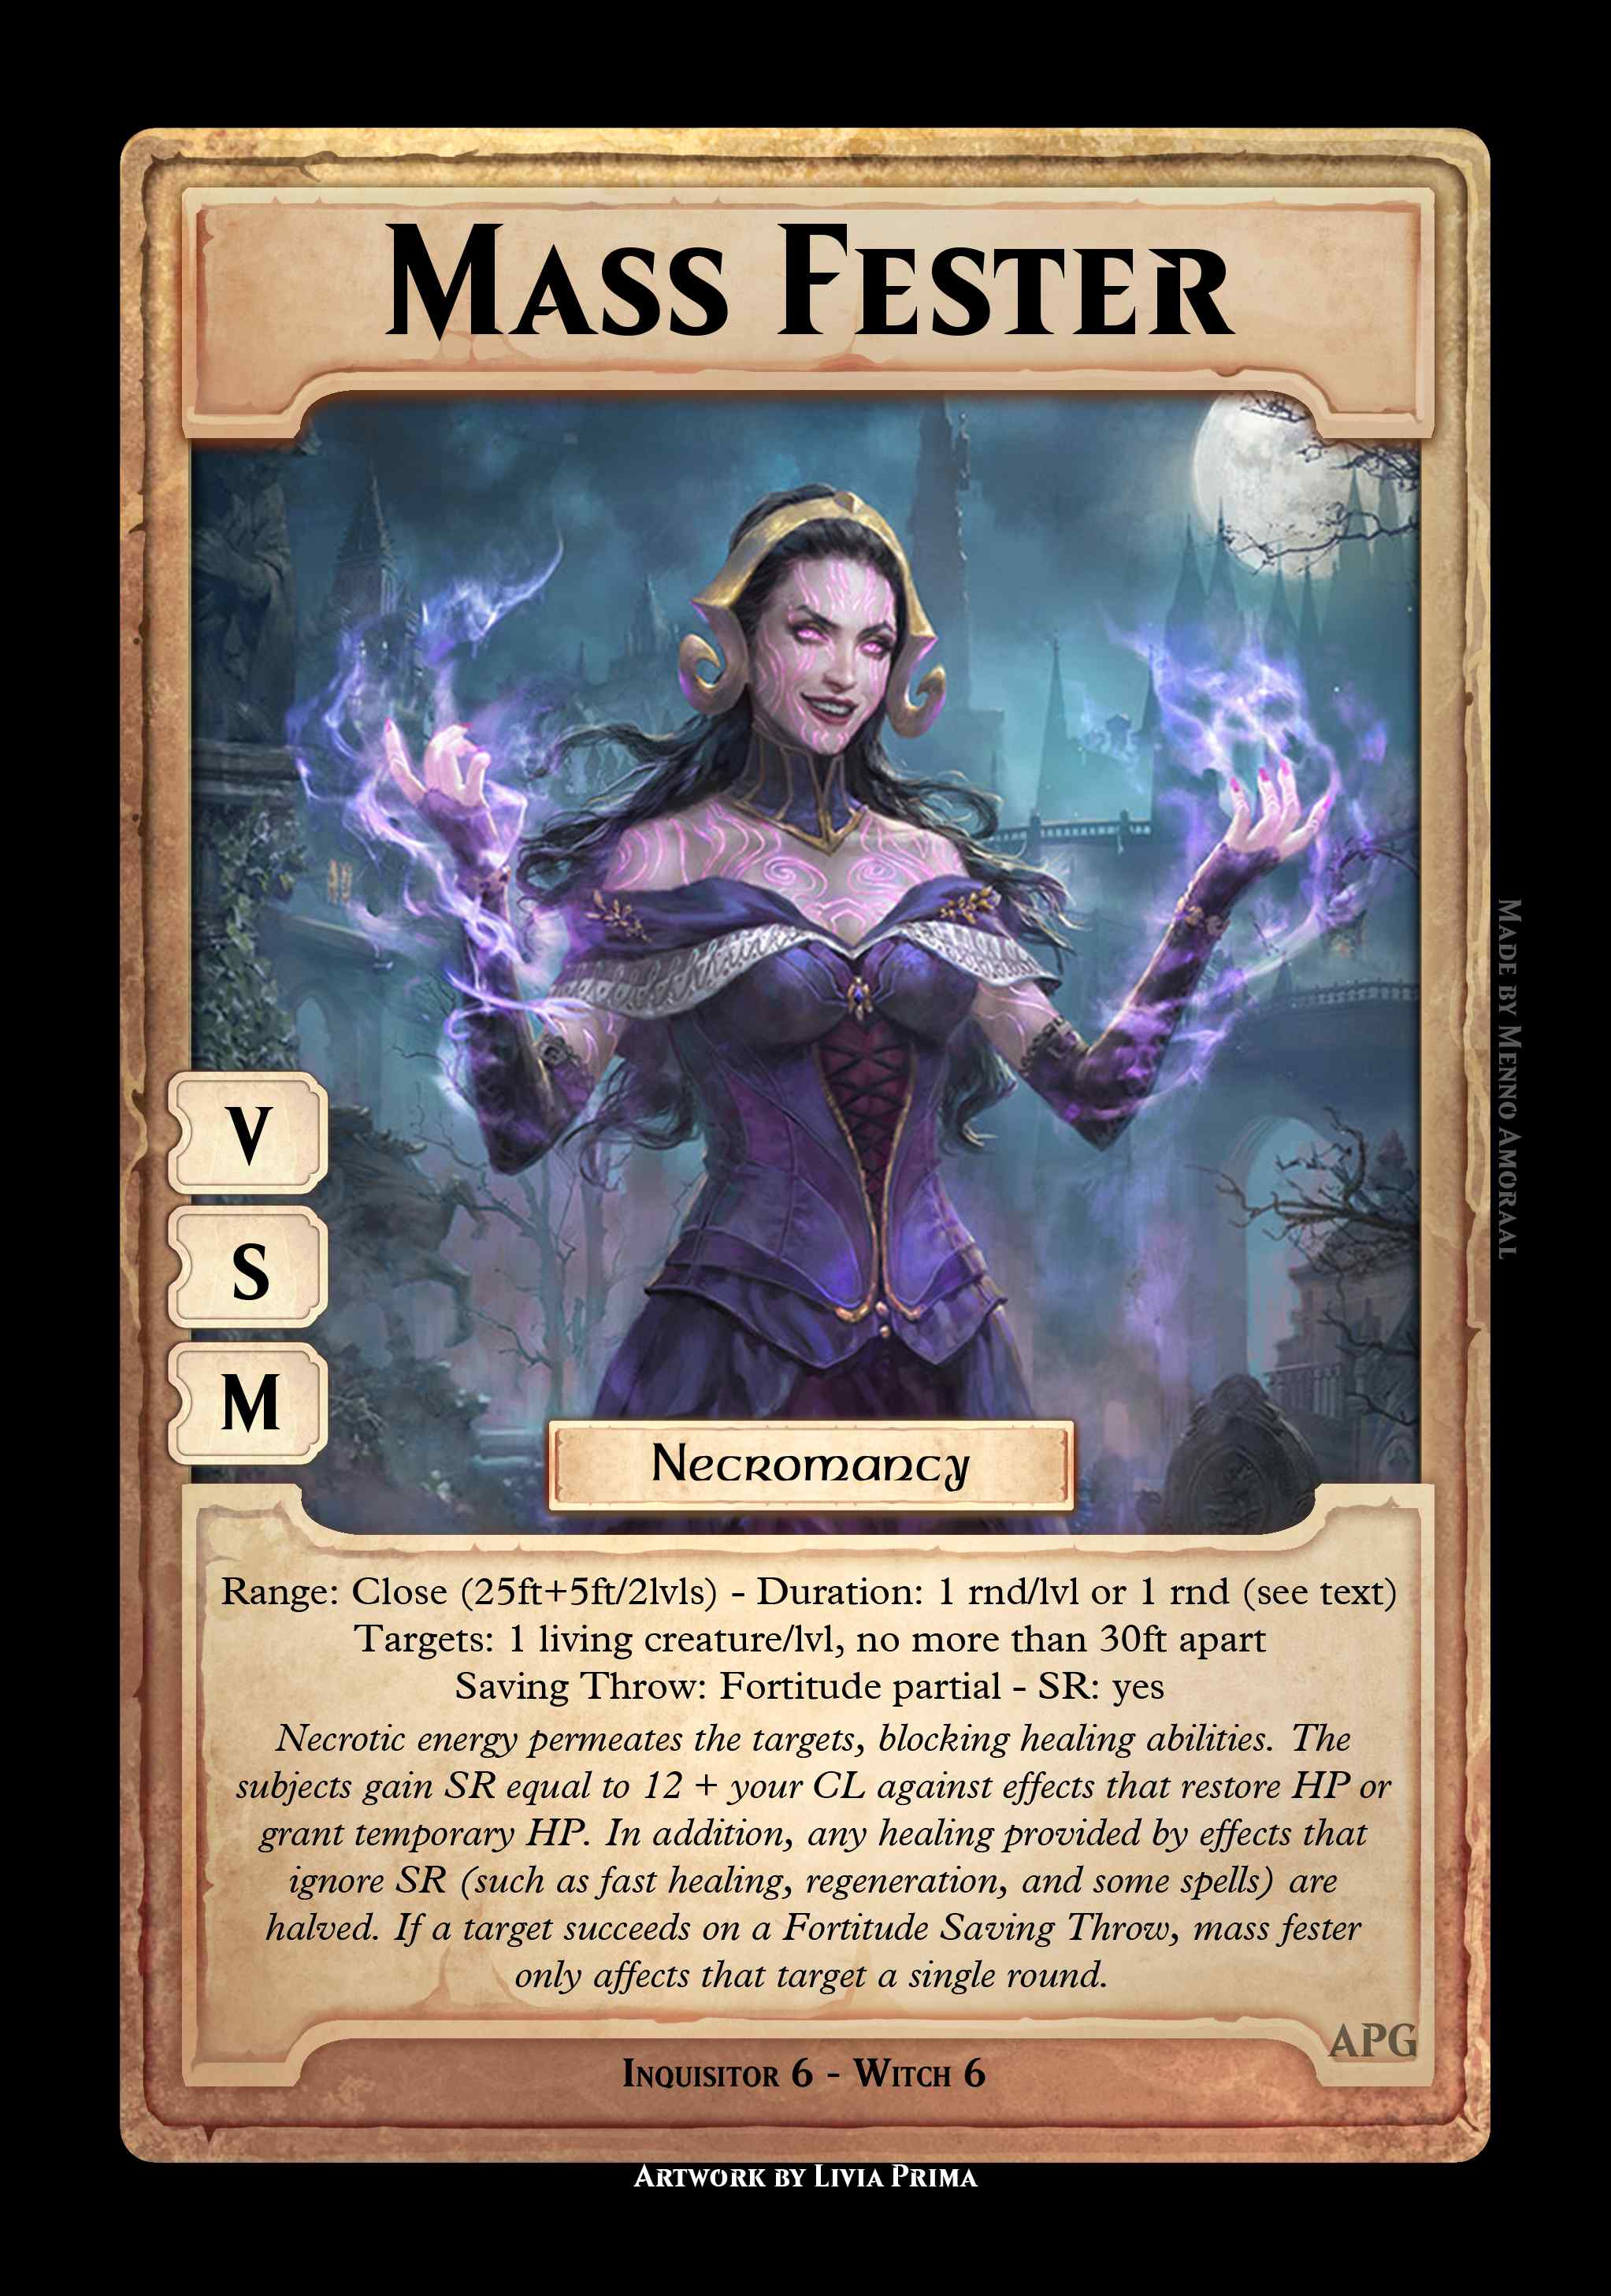 Mass Fester
V
S
M
Necromancy
Range: Close (25ft+5ft/2lvls) - Duration: 1 rnd/lvl or 1 rnd (see text)
Targets: 1 living creature/lvl, no more than 30ft apart
Saving Throw: Fortitude partial - SR: yes
Necrotic energy permeates the targets, blocking healing abilities. The
subjects gain SR equal to 12 + your CL against effects that restore HP or
grant temporary HP. In addition, any healing provided by effects that
ignore SR (such as fast healing, regeneration, and some spells) are
halved. If a target succeeds on a Fortitude Saving Throw, mass fester
only affects that target a single round.
APG
Inquisitor 6 - Witch 6
Artwork by Livia Prima
Made by Menno Amoraal